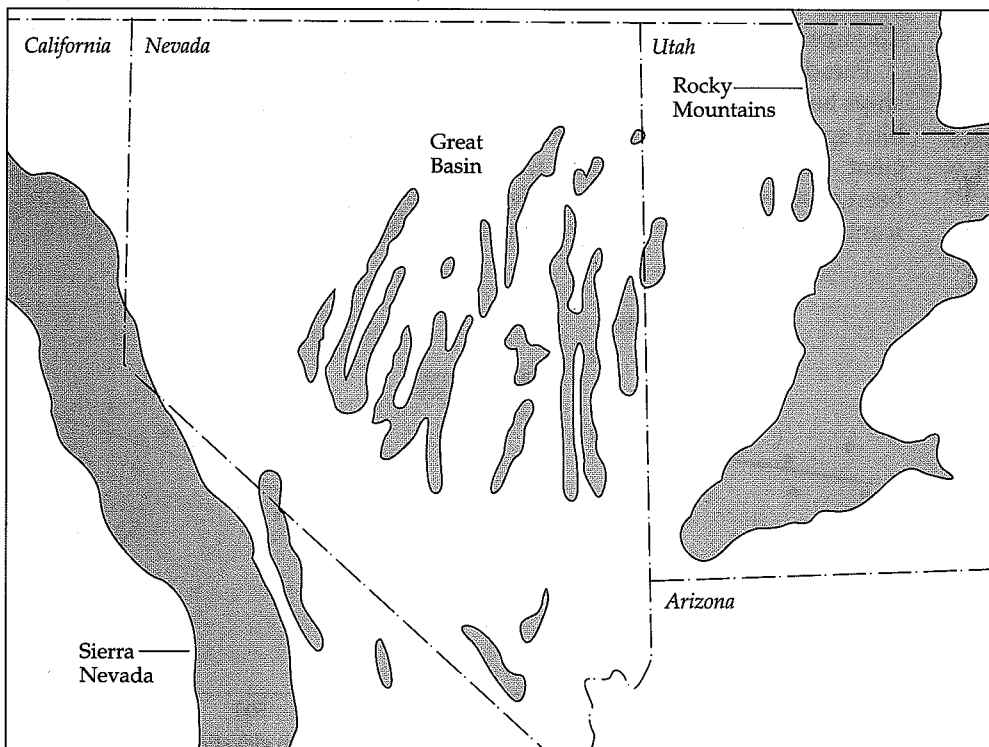 California
Nevada
Utah
Rocky
Mountains
Great
Basin
Arizona
Sierra
Nevada